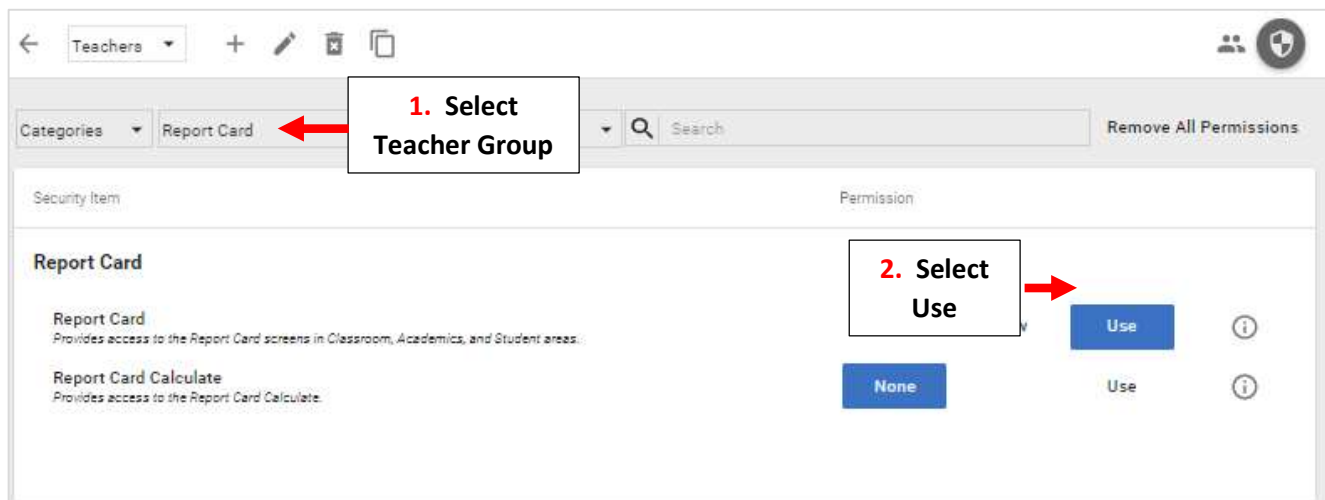 Teachers
1. Select
Teacher Group
Categories Report Card Search Remove All Permissions
Security Item Permission
Report Card
2. Select
Use
Report Card
Provides access to the Report Card screens in Classroom, Academics, and Student areas.
Use
Report Card Calculate
Provides access to the Report Card Calculate.
None Use